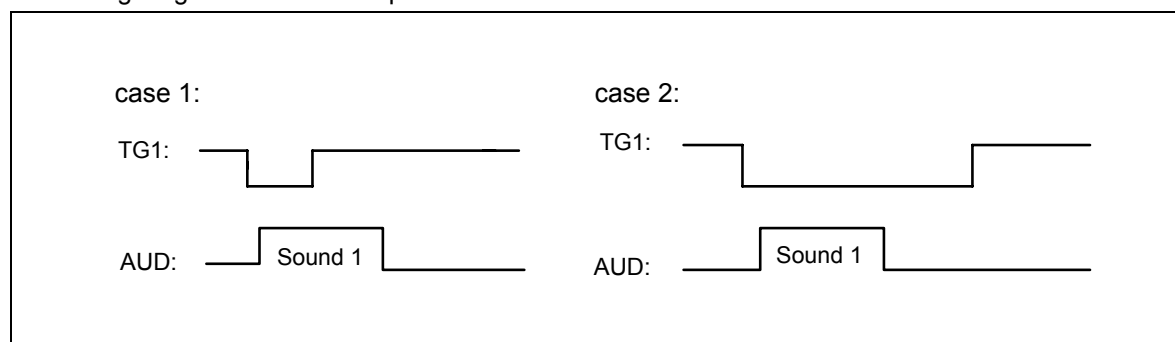 case 1: case 2:
TG1: TG1:
AUD: Sound 1 AUD: Sound 1